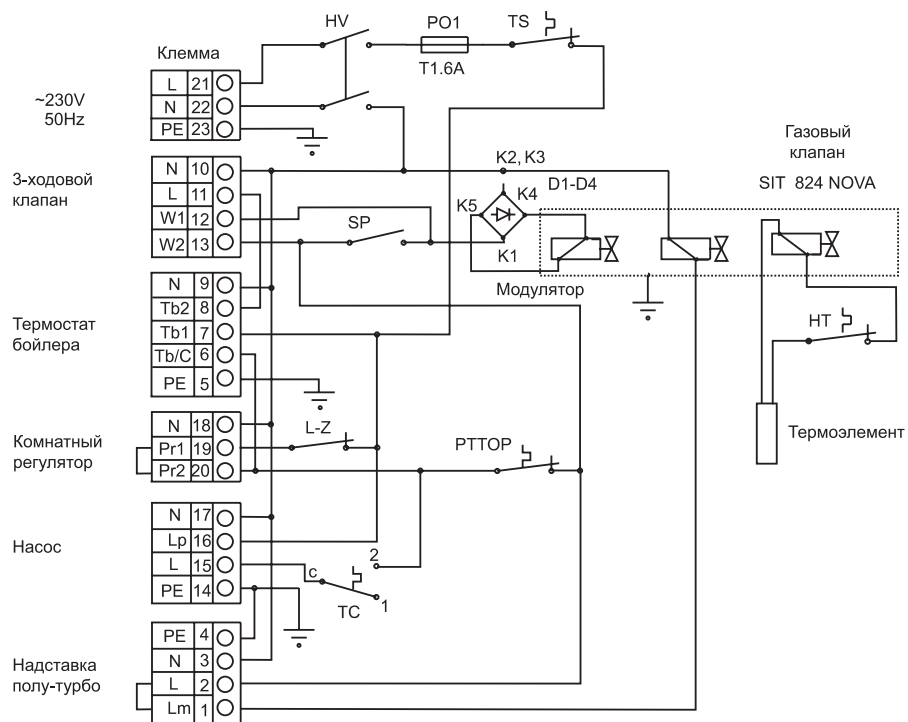 HV
PO1
TS
T1.6A
Клемма
~230V
50Hz
L 21
N 22
PE 23
3-ходовой
клапан
N 10
L 11
W1 12
W2 13
SP
K2, K3
D1-D4
K5
K4
K1
Газовый
клапан
SIT 824 NOVA
Модулятор
HT
Термоэлемент
Термостат
бойлера
N 9
Tb2 8
Tb1 7
Tb/C 6
PE 5
Комнатный
регулятор
N 18
Pr1 19
Pr2 20
L-Z
PTTOP
Насос
N 17
Lp 16
L 15
PE 14
c
2
1
TC
Надставка
полу-турбо
PE 4
N 3
L 2
Lm 1